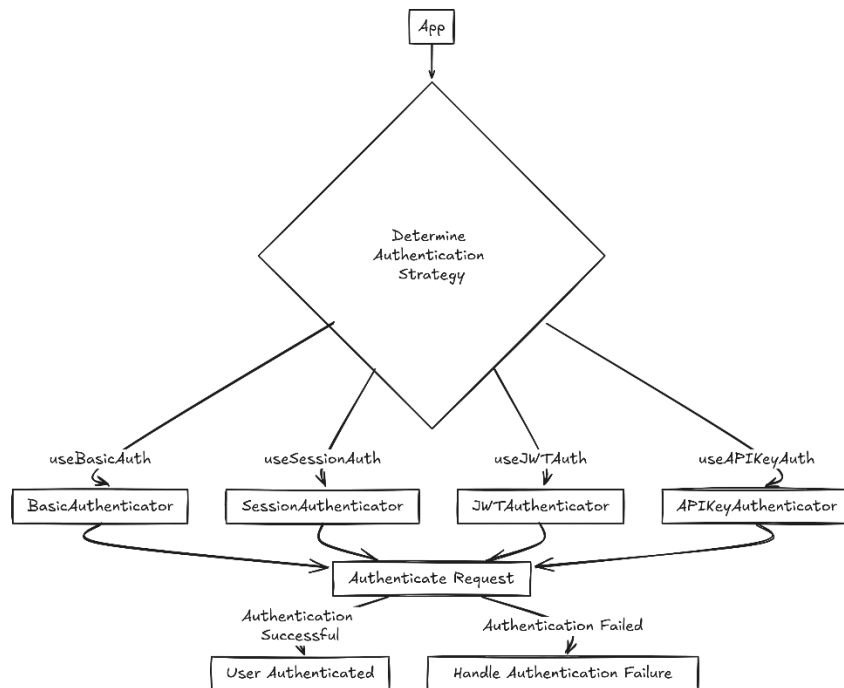 App
Determine
Authentication
Strategy
useBasicAuth
useSessionAuth
useJWTAuth
useAPIKeyAuth
BasicAuthenticator
SessionAuthenticator
JWTAuthenticator
APIKeyAuthenticator
Authenticate Request
Authentication
Successful
Authentication Failed
User Authenticated
Handle Authentication Failure